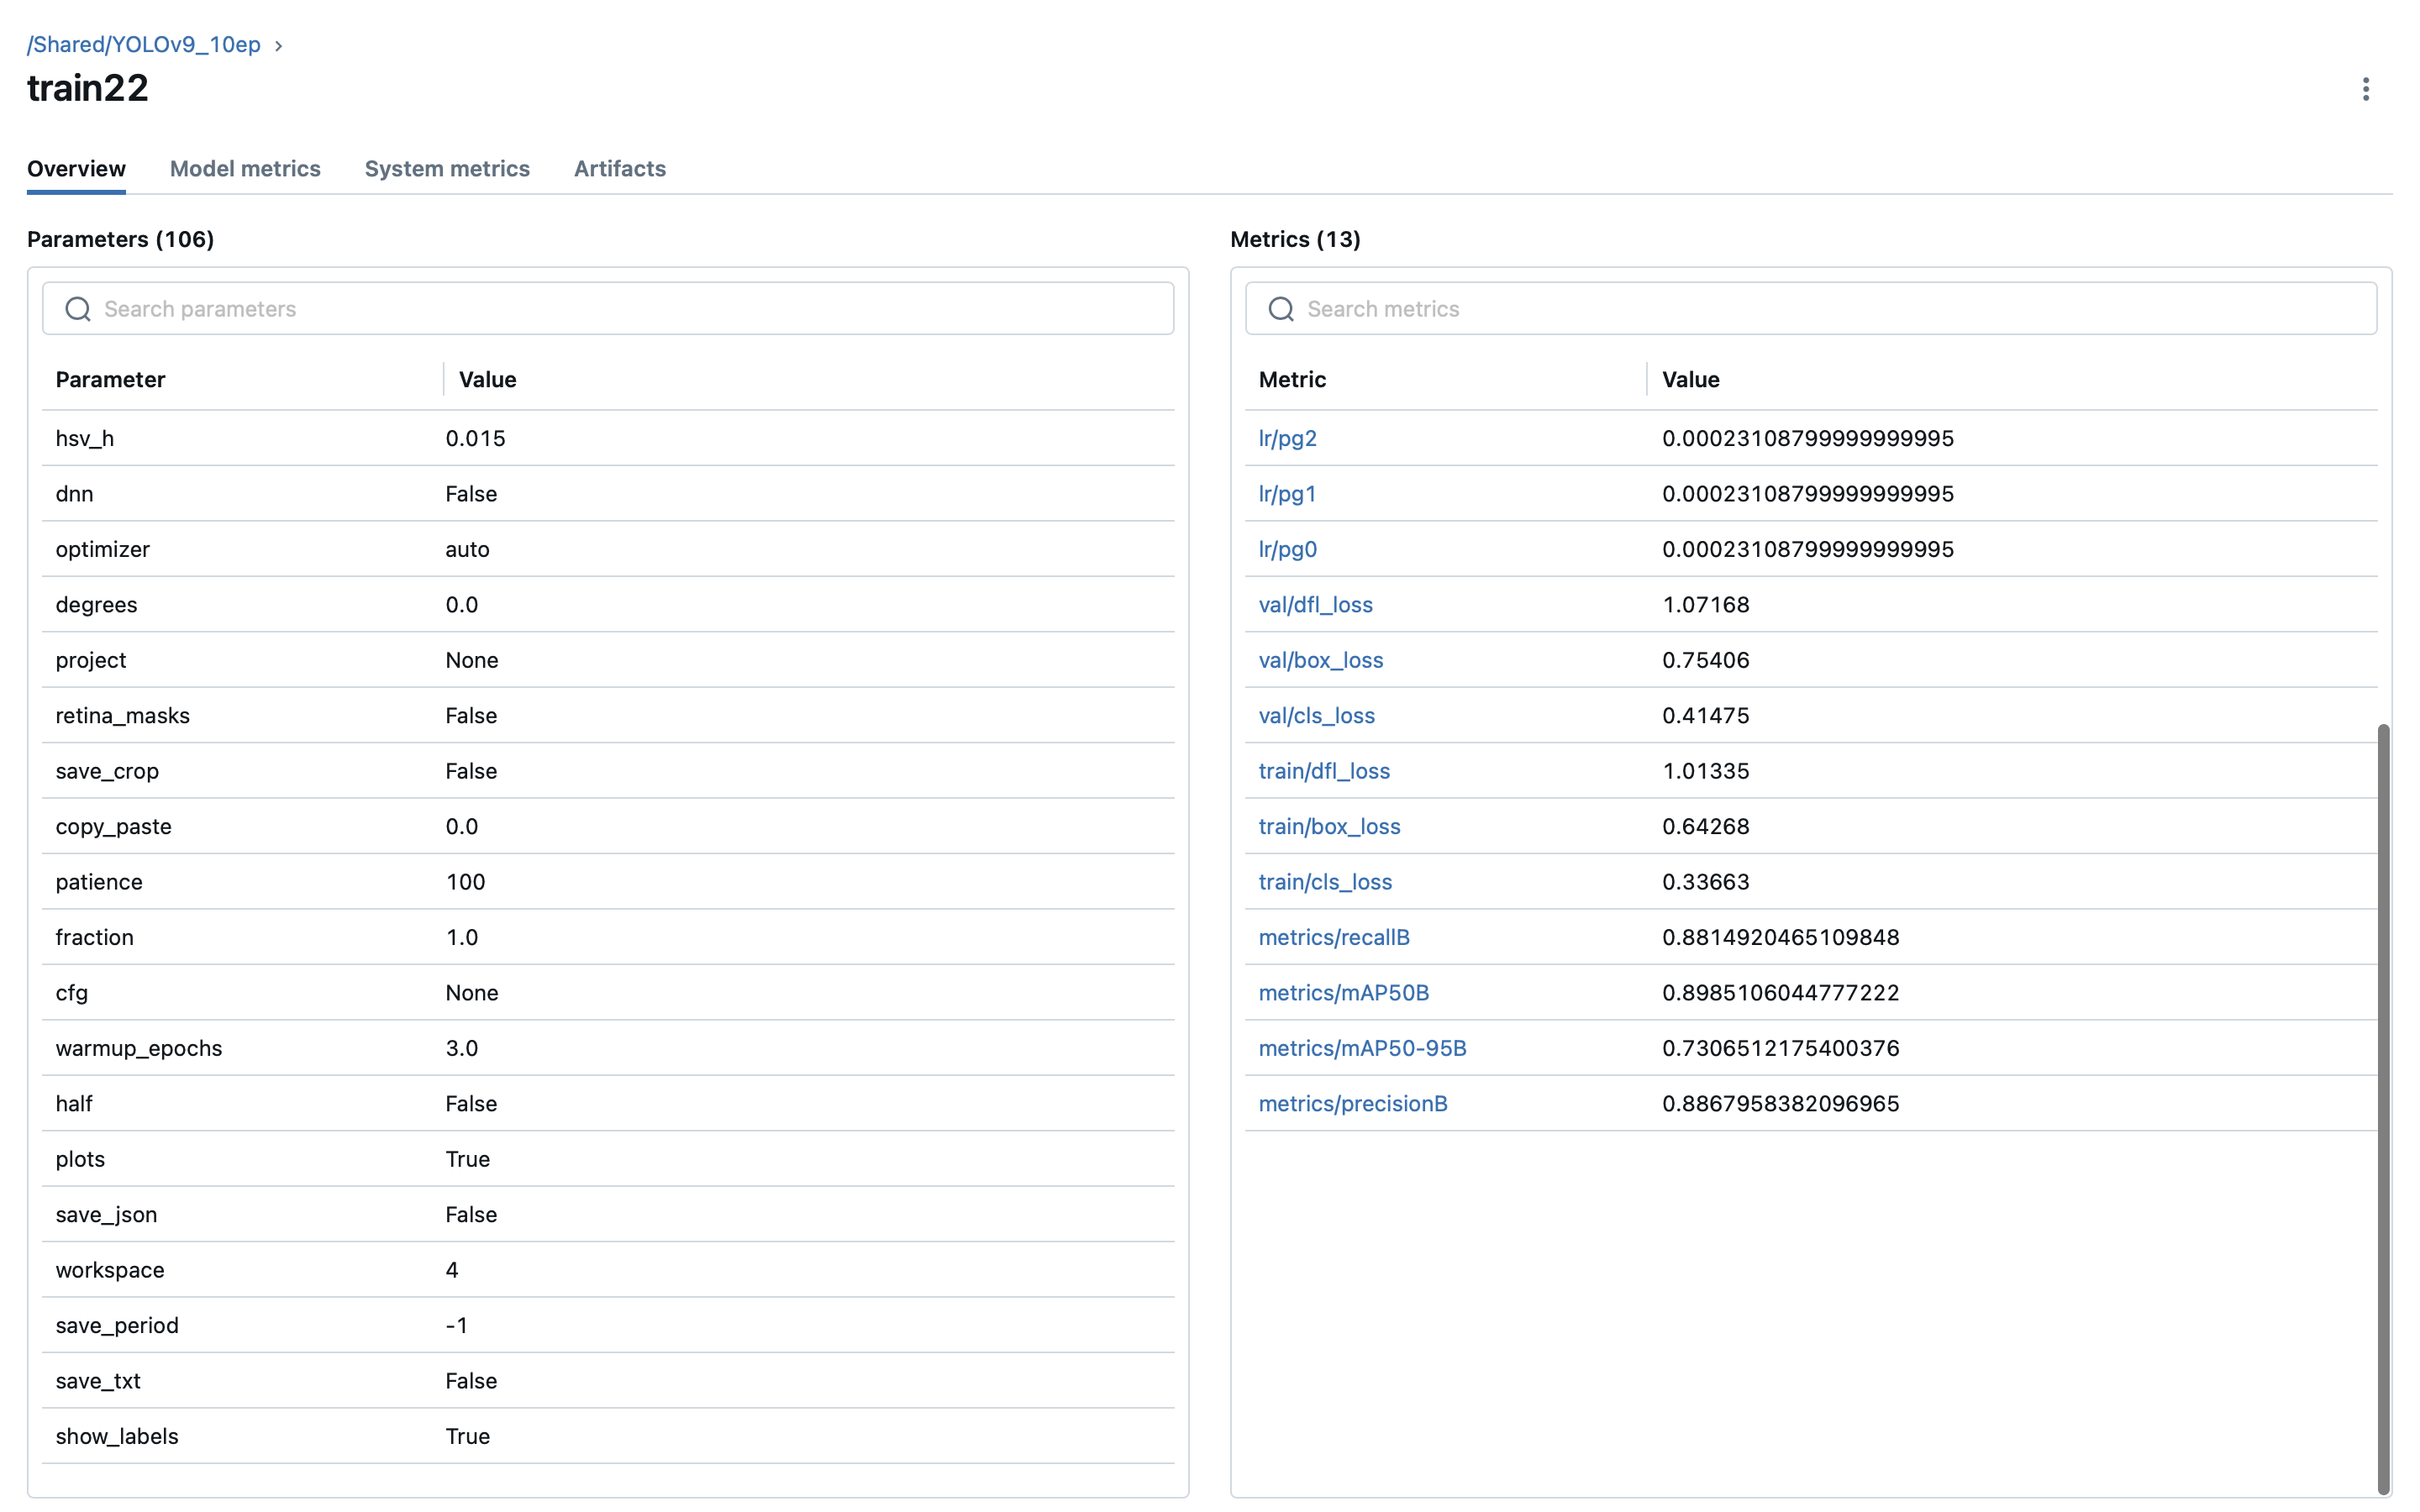 /Shared/YOLOv9_10ep ›
train22
Overview Model metrics System metrics Artifacts
Parameters (106)
Search parameters
Parameter Value
hsv_h 0.015
dnn False
optimizer auto
degrees 0.0
project None
retina_masks False
save_crop False
copy_paste 0.0
patience 100
fraction 1.0
cfg None
warmup_epochs 3.0
half False
plots True
save_json False
workspace 4
save_period -1
save_txt False
show_labels True
Metrics (13)
Search metrics
Metric Value
lr/pg2 0.00023108799999999995
lr/pg1 0.00023108799999999995
lr/pg0 0.00023108799999999995
val/dfl_loss 1.07168
val/box_loss 0.75406
val/cls_loss 0.41475
train/dfl_loss 1.01335
train/box_loss 0.64268
train/cls_loss 0.33663
metrics/recallB 0.8814920465109848
metrics/mAP50B 0.8985106044777222
metrics/mAP50-95B 0.7306512175400376
metrics/precisionB 0.8867958382096965